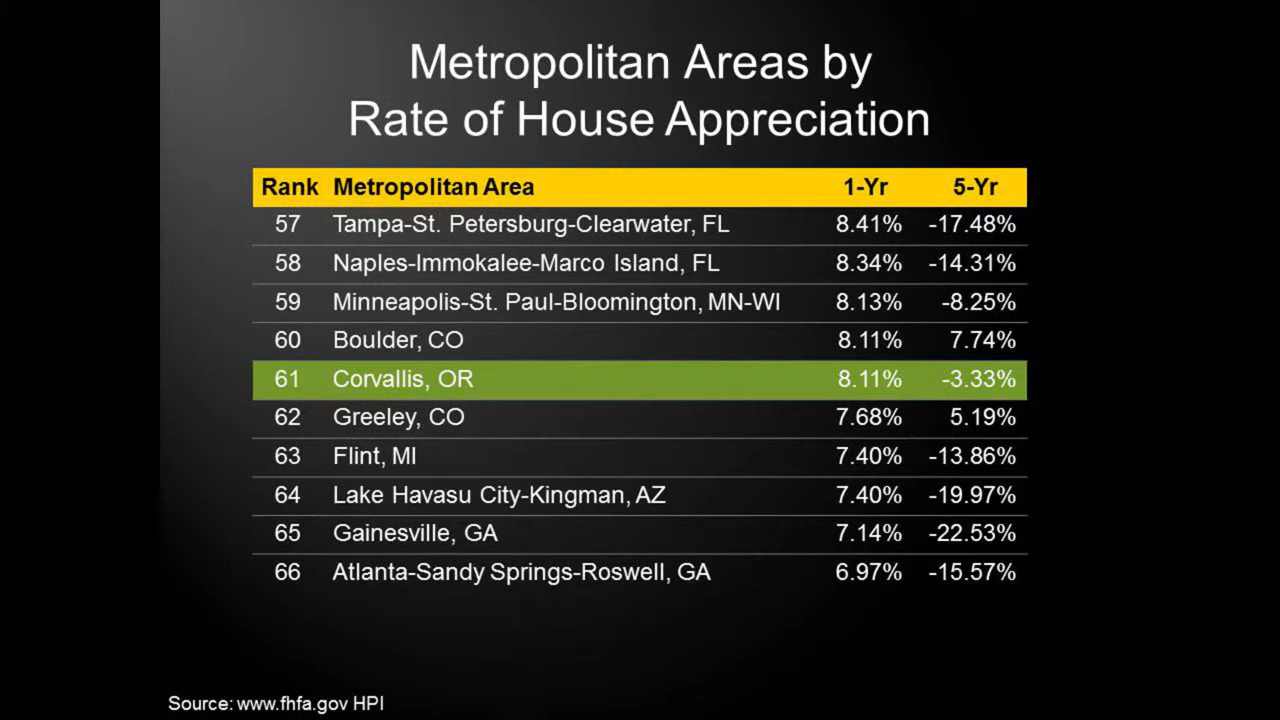 Metropolitan Areas by
Rate of House Appreciation
Rank Metropolitan Area 1-Yr 5-Yr
57 Tampa-St. Petersburg-Clearwater, FL 8.41% -17.48%
58 Naples-Immokalee-Marco Island, FL 8.34% -14.31%
59 Minneapolis-St. Paul-Bloomington, MN-WI 8.13% -8.25%
60 Boulder, CO 8.11% 7.74%
61 Corvallis, OR 8.11% -3.33%
62 Greeley, CO 7.68% 5.19%
63 Flint, MI 7.40% -13.86%
64 Lake Havasu City-Kingman, AZ 7.40% -19.97%
65 Gainesville, GA 7.14% -22.53%
66 Atlanta-Sandy Springs-Roswell, GA 6.97% -15.57%
Source: www.fhfa.gov HPI